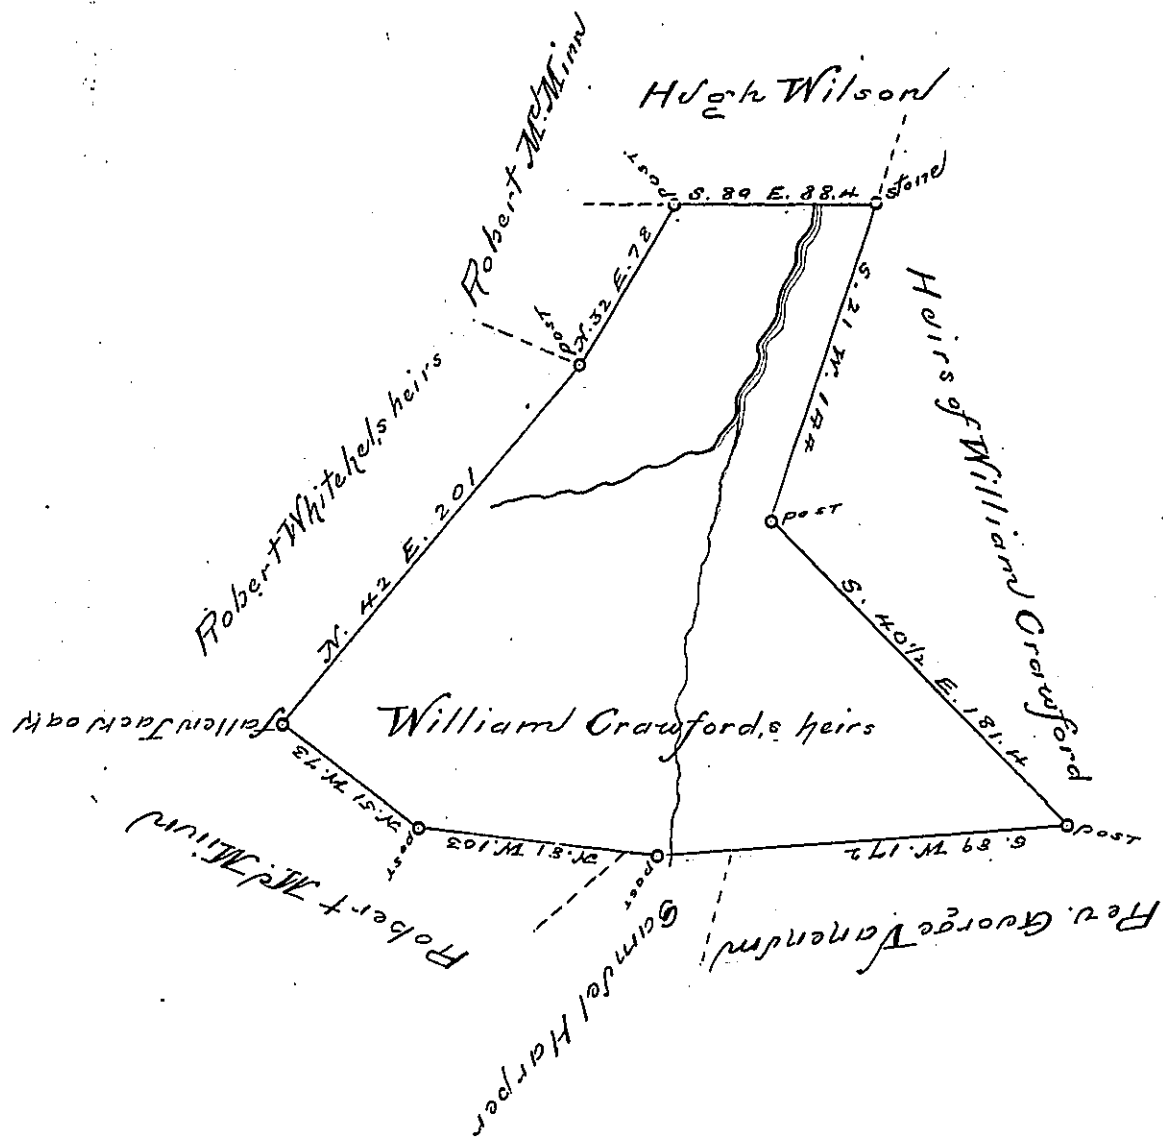 Hugh Wilson
Robert McMinn
post
S. 89 E. 88.4
stone
N. 32 E. 78
post
S. 21 W. 144
Heirs of William Crawford
Robert Whitehel,s heirs
N. 42 E. 201
post
S. 40 1/2 E. 181.4
fallen Jack oak
William Crawford,s heirs
N. 51 W. 73
post
N. 81 W. 103
post
S. 89 W. 172
post
Robert McMinn
Samuel Harper
Rev. George